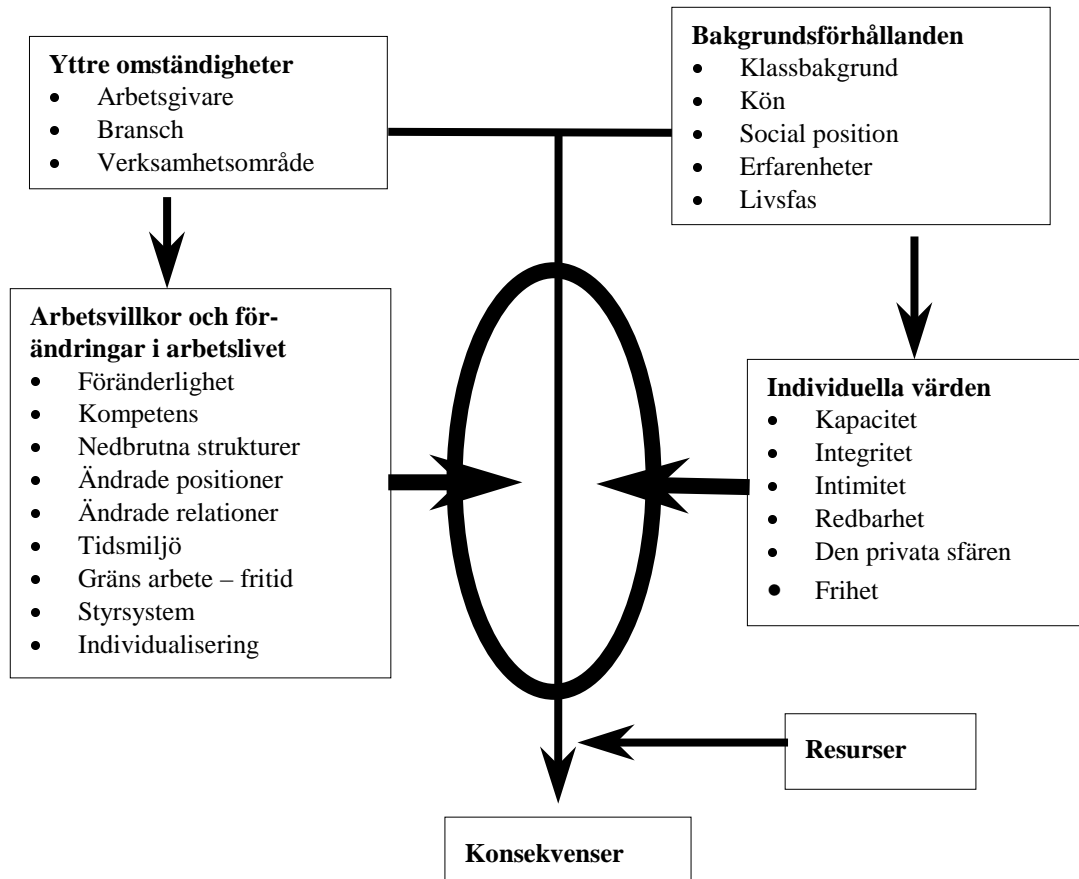 Yttre omständigheter
• Arbetsgivare
• Bransch
• Verksamhetsområde
Bakgrundsförhållanden
• Klassbakgrund
• Kön
• Social position
• Erfarenheter
• Livsfas
Arbetsvillkor och för-
ändringar i arbetslivet
• Föränderlighet
• Kompetens
• Nedbrutna strukturer
• Ändrade positioner
• Ändrade relationer
• Tidsmiljö
• Gräns arbete – fritid
• Styrsystem
• Individualisering
Individuella värden
• Kapacitet
• Integritet
• Intimitet
• Redbarhet
• Den privata sfären
• Frihet
Resurser
Konsekvenser